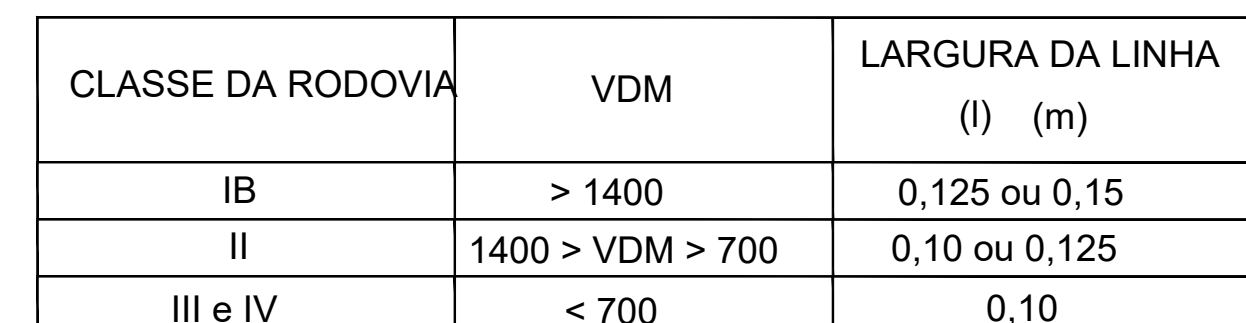 CLASSE DA RODOVIA VDM LARGURA DA LINHA
(l) (m)
IB > 1400 0,125 ou 0,15
II 1400 > VDM > 700 0,10 ou 0,125
III e IV < 700 0,10